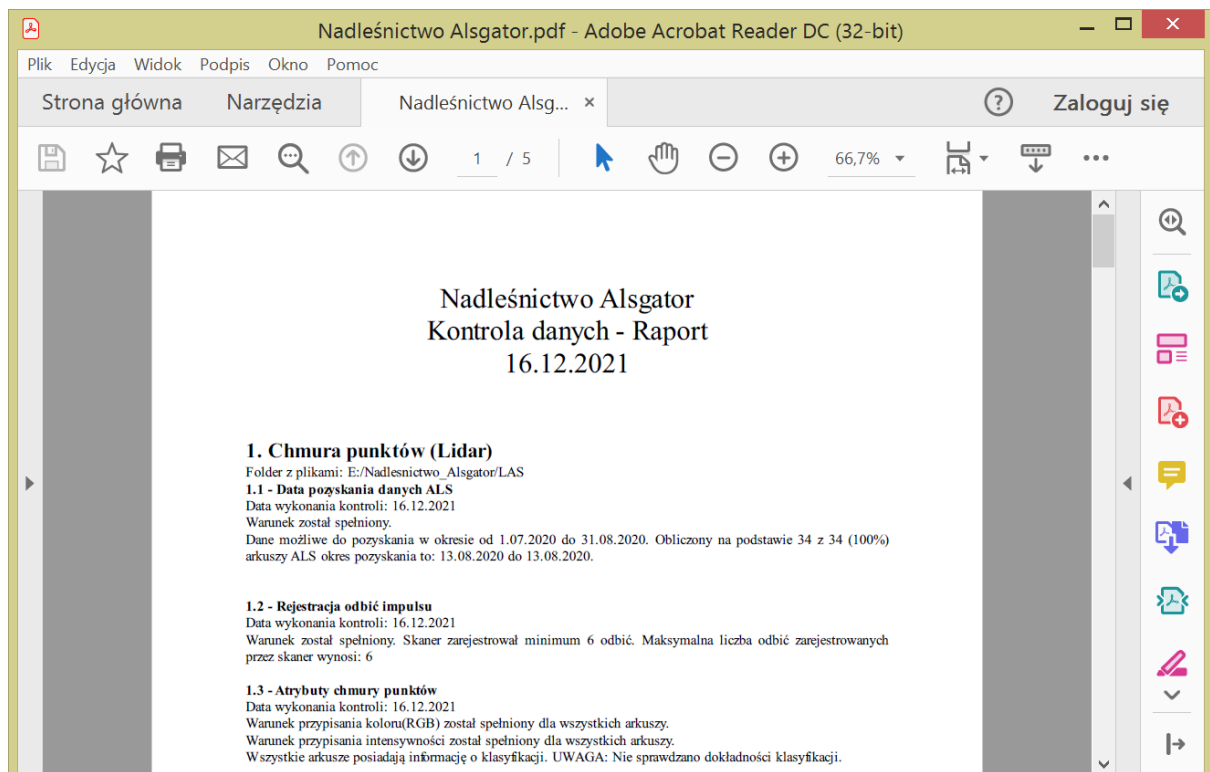 Nadleśnictwo Alsgator.pdf - Adobe Acrobat Reader DC (32-bit)
Plik Edycja Widok Podpis Okno Pomoc
Strona główna Narzędzia Nadleśnictwo Alsg... × ? Zaloguj się
1 / 5 66,7%
Nadleśnictwo Alsgator
Kontrola danych - Raport
16.12.2021
1. Chmura punktów (Lidar)
Folder z plikami: E:/Nadlesnictwo_Alsgator/LAS
1.1 - Data pozyskania danych ALS
Data wykonania kontroli: 16.12.2021
Warunek został spełniony.
Dane możliwe do pozyskania w okresie od 1.07.2020 do 31.08.2020. Obliczony na podstawie 34 z 34 (100%)
arkuszy ALS okres pozyskania to: 13.08.2020 do 13.08.2020.
1.2 - Rejestracja odbić impulsu
Data wykonania kontroli: 16.12.2021
Warunek został spełniony. Skaner zarejestrował minimum 6 odbić. Maksymalna liczba odbić zarejestrowanych
przez skaner wynosi: 6
1.3 - Atrybuty chmury punktów
Data wykonania kontroli: 16.12.2021
Warunek przypisania koloru(RGB) został spełniony dla wszystkich arkuszy.
Warunek przypisania intensywności został spełniony dla wszystkich arkuszy.
Wszystkie arkusze posiadają informację o klasyfikacji. UWAGA: Nie sprawdzano dokładności klasyfikacji.